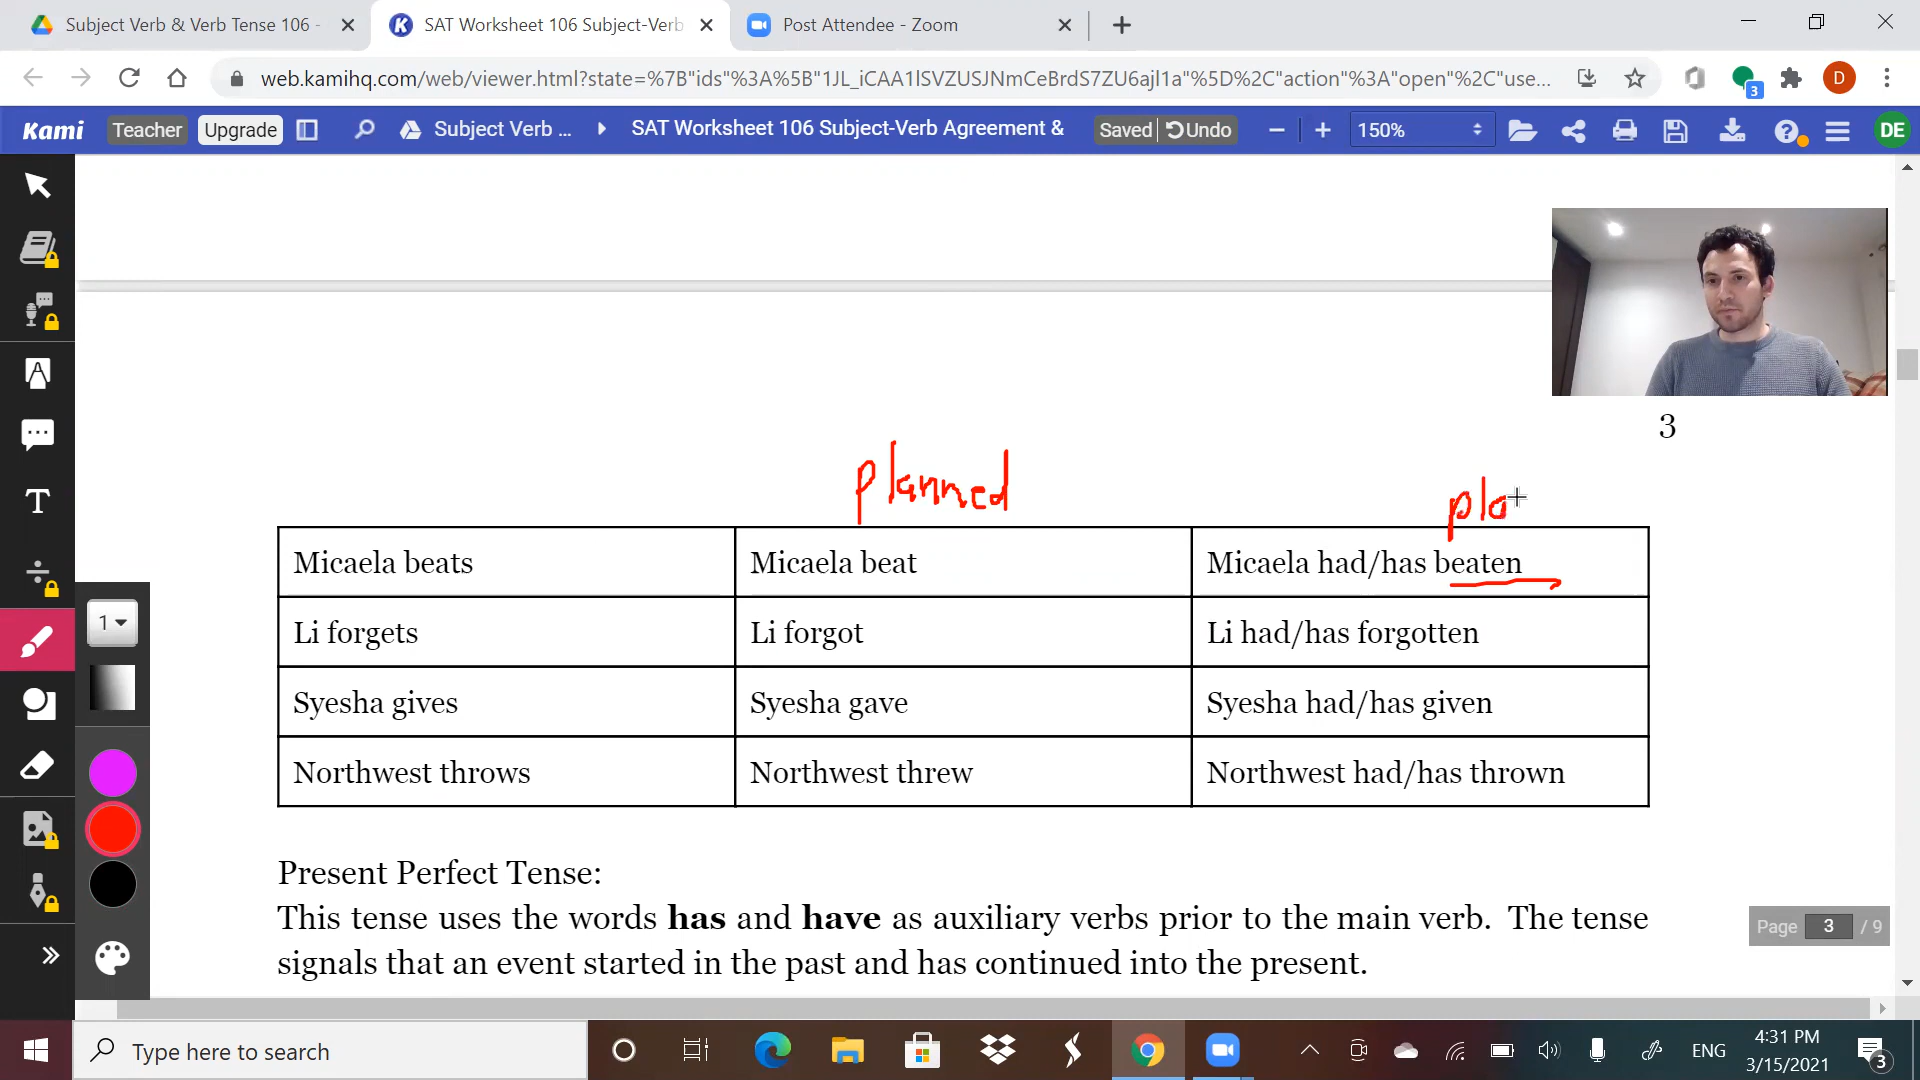 Subject Verb & Verb Tense 106 -
SAT Worksheet 106 Subject-Verb
Post Attendee - Zoom
web.kamihq.com/web/viewer.html?state=%7B"ids"%3A%5B"1JL_iCAA1lSVZUSJNmCeBrdS7ZU6ajl1a"%5D%2C"action"%3A"open"%2C"use...
3
D
Kami
Teacher
Upgrade
Subject Verb ...
SAT Worksheet 106 Subject-Verb Agreement &
Saved
Undo
150%
DE
3
planned
pla
Micaela beats
Micaela beat
Micaela had/has beaten
Li forgets
Li forgot
Li had/has forgotten
Syesha gives
Syesha gave
Syesha had/has given
Northwest throws
Northwest threw
Northwest had/has thrown
Present Perfect Tense:
This tense uses the words has and have as auxiliary verbs prior to the main verb. The tense
signals that an event started in the past and has continued into the present.
1
Page 3 / 9
Type here to search
ENG
4:31 PM
3/15/2021
3